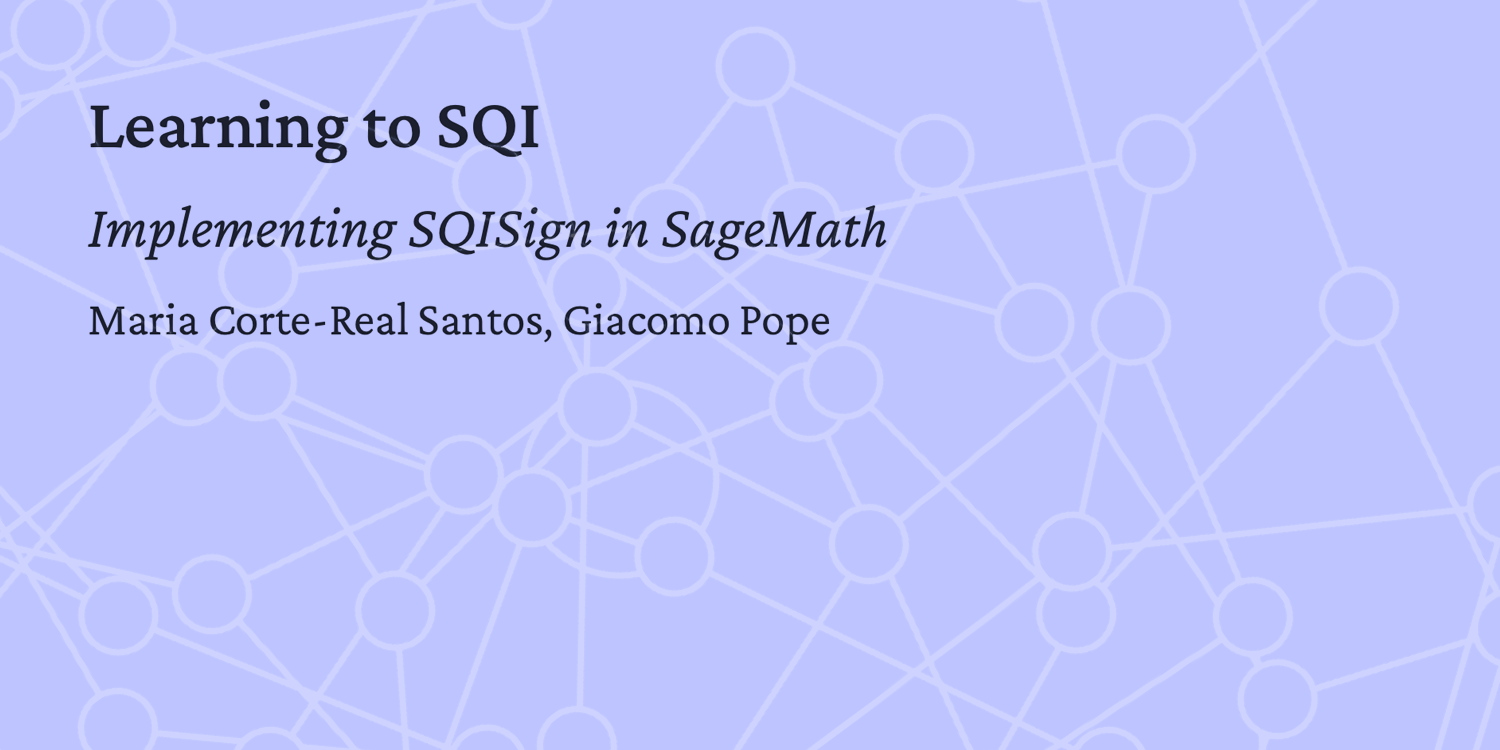 Learning to SQI
Implementing SQISign in SageMath
Maria Corte-Real Santos, Giacomo Pope